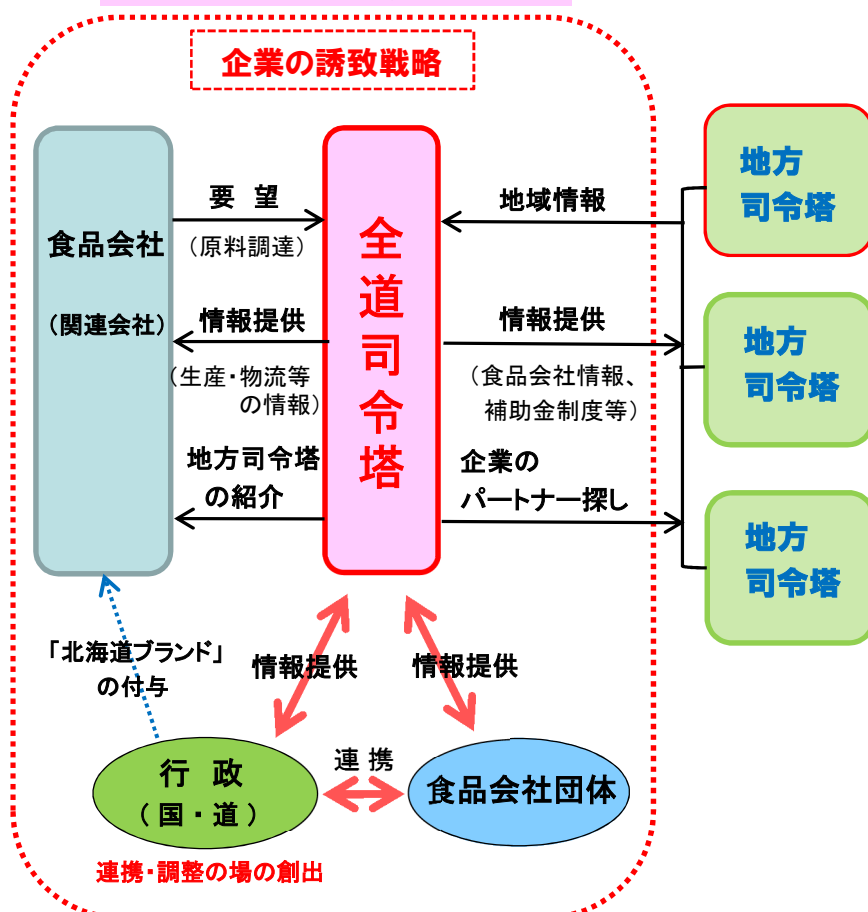 企業の誘致戦略
食品会社
(関連会社)
要 望
(原料調達)
情報提供
(生産・物流等
の情報)
地方司令塔
の紹介
全道司令塔
地域情報
情報提供
(食品会社情報、
補助金制度等)
企業の
パートナー探し
地方
司令塔
地方
司令塔
地方
司令塔
「北海道ブランド」
の付与
情報提供
情報提供
行 政
(国・道)
連 携
食品会社団体
連携・調整の場の創出